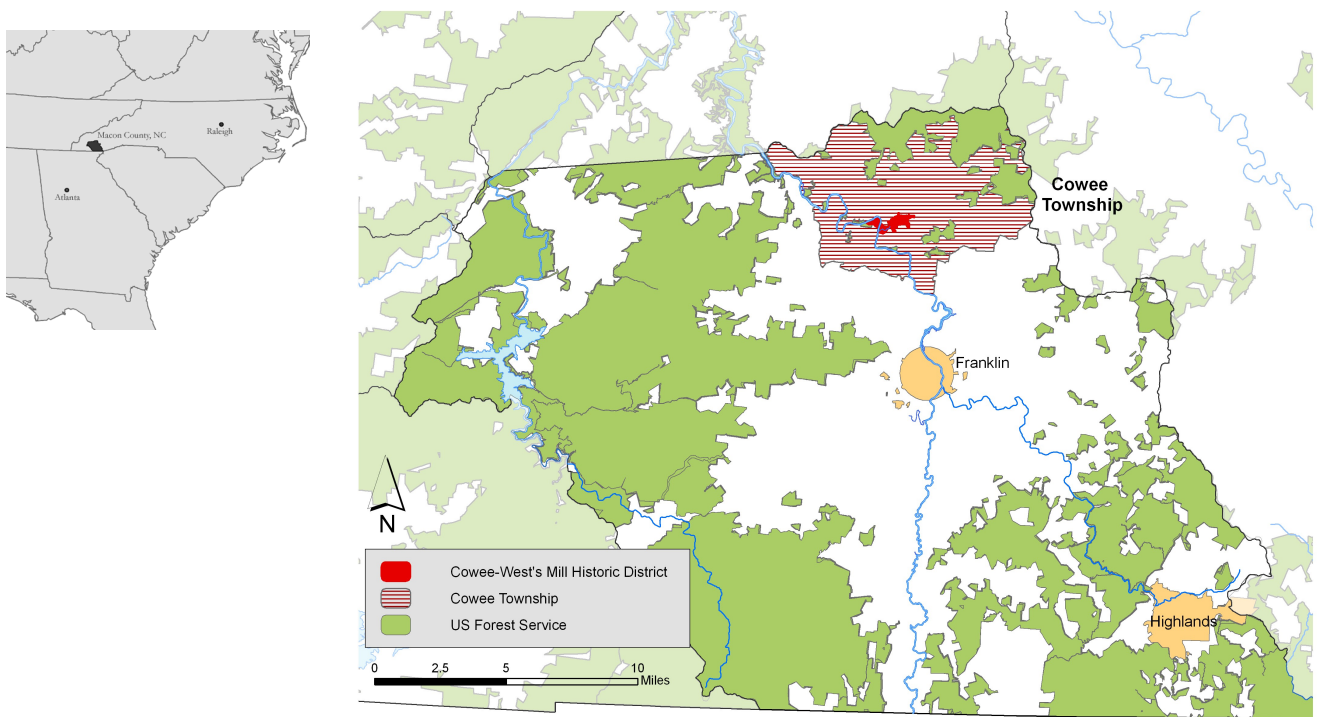 Macon County, NC
Raleigh
Atlanta
Cowee
Township
Franklin
Highlands
N
Cowee-West's Mill Historic District
Cowee Township
US Forest Service
0 2.5 5 10
Miles